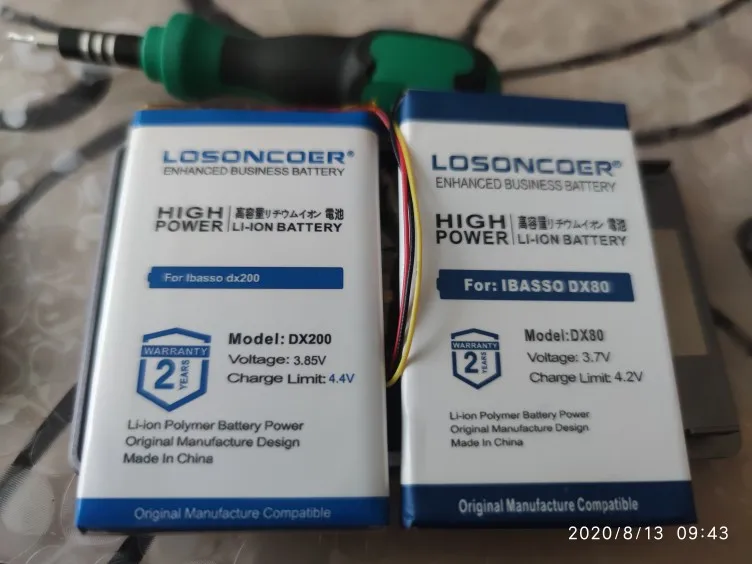 LOSONCOER®
ENHANCED BUSINESS BATTERY
HIGH POWER
高容量リチウムイオン 電池
LI-ION BATTERY
For Ibasso dx200
WARRANTY
2 YEARS
Model: DX200
Voltage: 3.85V
Charge Limit: 4.4V
Li-ion Polymer Battery Power
Original Manufacture Design
Made In China
Original Manufacture Compatible
LOSONCOER®
ENHANCED BUSINESS BATTERY
HIGH POWER
高容量リチウムイオン 電池
LI-ION BATTERY
For: IBASSO DX80
WARRANTY
2 YEARS
Model: DX80
Voltage: 3.7V
Charge Limit: 4.2V
Li-ion Polymer Battery Power
Original Manufacture Design
Made In China
Original Manufacture Compatible
2020/8/13 09:43